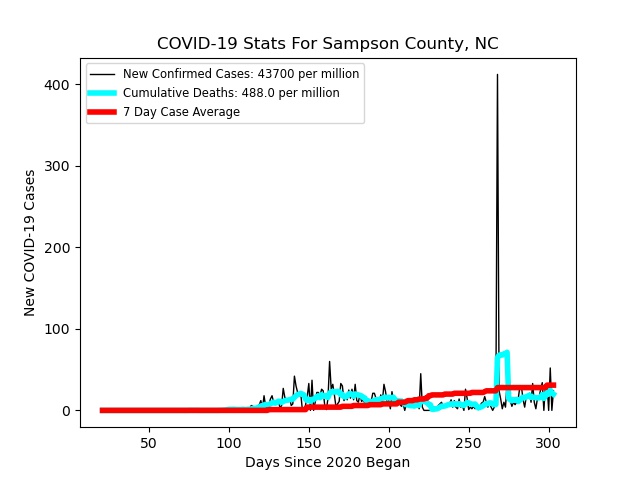 COVID-19 Stats For Sampson County, NC
New Confirmed Cases: 43700 per million
Cumulative Deaths: 488.0 per million
7 Day Case Average
New COVID-19 Cases
400
300
200
100
0
50 100 150 200 250 300
Days Since 2020 Began